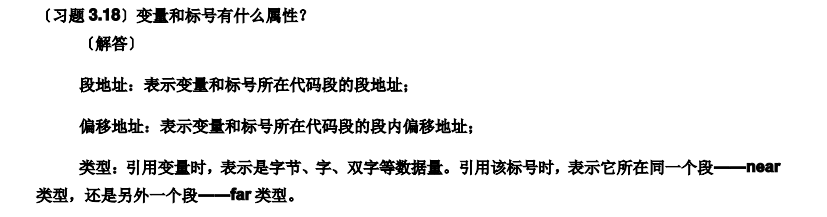 〔习题 3.18〕变量和标号有什么属性？
〔解答〕
段地址：表示变量和标号所在代码段的段地址；
偏移地址：表示变量和标号所在代码段的段内偏移地址；
类型：引用变量时，表示是字节、字、双字等数据量。引用该标号时，表示它所在同一个段——near
类型，还是另外一个段——far 类型。